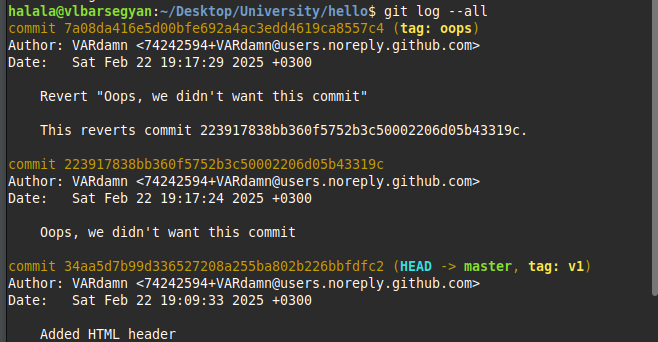 halala@vlbarsegyan:~/Desktop/University/hello$ git log --all
commit 7a08da416e5d00bfe692a4ac3edd4619ca8557c4 (tag: oops)
Author: VARdamn <74242594+VARdamn@users.noreply.github.com>
Date:   Sat Feb 22 19:17:29 2025 +0300
    Revert "Oops, we didn't want this commit"
    This reverts commit 223917838bb360f5752b3c50002206d05b43319c.
commit 223917838bb360f5752b3c50002206d05b43319c
Author: VARdamn <74242594+VARdamn@users.noreply.github.com>
Date:   Sat Feb 22 19:17:24 2025 +0300
    Oops, we didn't want this commit
commit 34aa5d7b99d336527208a255ba802b226bbfdfc2 (HEAD -> master, tag: v1)
Author: VARdamn <74242594+VARdamn@users.noreply.github.com>
Date:   Sat Feb 22 19:09:33 2025 +0300
    Added HTML header